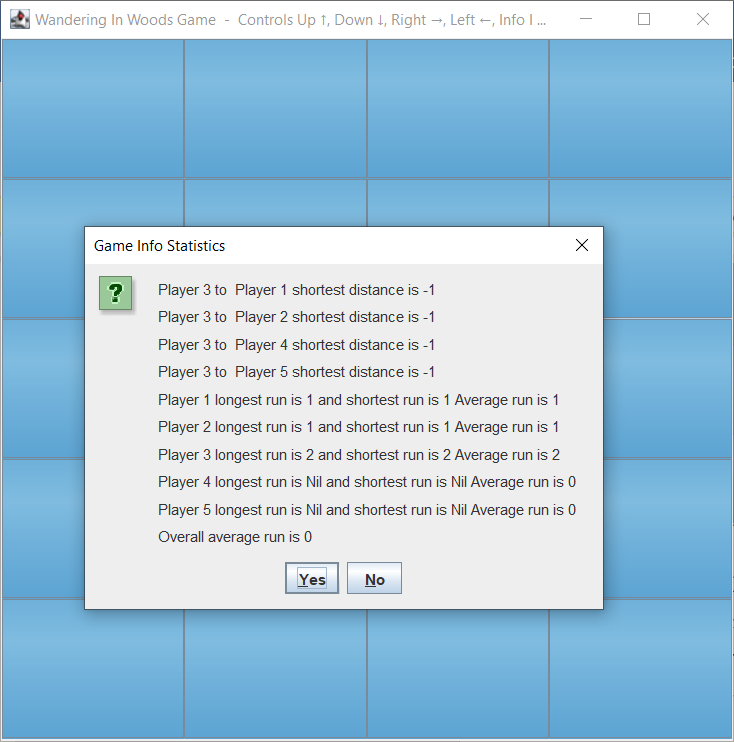 Wandering In Woods Game - Controls Up ↑, Down ↓, Right →, Left ←, Info I ...
Game Info Statistics
?
Player 3 to  Player 1 shortest distance is -1
Player 3 to  Player 2 shortest distance is -1
Player 3 to  Player 4 shortest distance is -1
Player 3 to  Player 5 shortest distance is -1
Player 1 longest run is 1 and shortest run is 1 Average run is 1
Player 2 longest run is 1 and shortest run is 1 Average run is 1
Player 3 longest run is 2 and shortest run is 2 Average run is 2
Player 4 longest run is Nil and shortest run is Nil Average run is 0
Player 5 longest run is Nil and shortest run is Nil Average run is 0
Overall average run is 0
Yes No